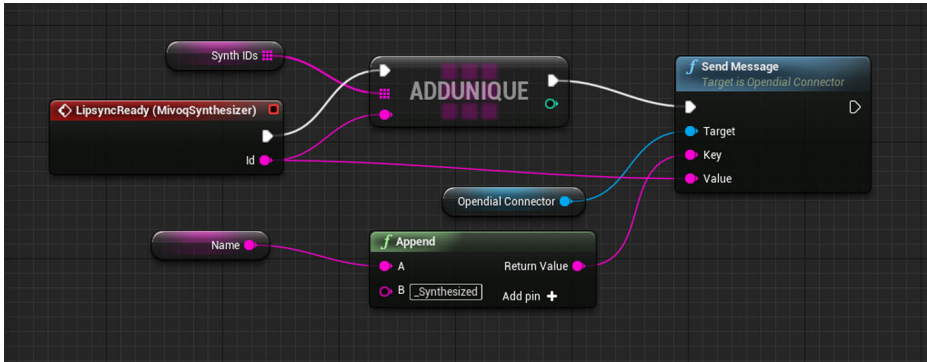 Synth IDs
LipsyncReady (MivoqSynthesizer)
Id
ADDUNIQUE
f Send Message
Target is Opendial Connector
Target
Key
Value
Opendial Connector
Name
f Append
A
Return Value
B _Synthesized
Add pin +